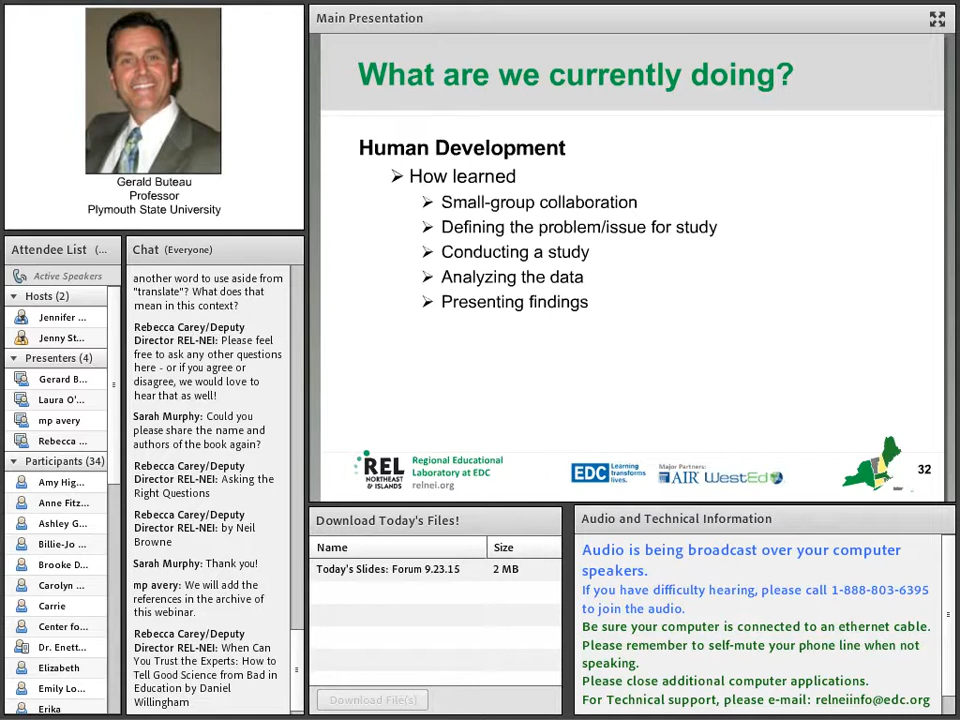 Gerald Buteau
Professor
Plymouth State University
Attendee List (...
Active Speakers
Hosts (2)
Jennifer ...
Jenny St...
Presenters (4)
Gerard B...
Laura O'...
mp avery
Rebecca ...
Participants (34)
Amy Hig...
Anne Fitz...
Ashley G...
Billie-Jo ...
Brooke D...
Carolyn ...
Carrie
Center fo...
Dr. Enett...
Elizabeth
Emily Lo...
Erika
Chat (Everyone)
another word to use aside from
"translate"? What does that
mean in this context?
Rebecca Carey/Deputy
Director REL-NEI: Please feel
free to ask any other questions
here - or if you agree or
disagree, we would love to
hear that as well!
Sarah Murphy: Could you
please share the name and
authors of the book again?
Rebecca Carey/Deputy
Director REL-NEI: Asking the
Right Questions
Rebecca Carey/Deputy
Director REL-NEI: by Neil
Browne
Sarah Murphy: Thank you!
mp avery: We will add the
references in the archive of
this webinar.
Rebecca Carey/Deputy
Director REL-NEI: When Can
You Trust the Experts: How to
Tell Good Science from Bad in
Education by Daniel
Willingham
Main Presentation
What are we currently doing?
Human Development
How learned
Small-group collaboration
Defining the problem/issue for study
Conducting a study
Analyzing the data
Presenting findings
REL
NORTHEAST
& ISLANDS
Regional Educational
Laboratory at EDC
relnei.org
EDC Learning
transforms
lives.
Major Partners:
AIR WestEd
32
Download Today's Files!
Name Size
Today's Slides: Forum 9.23.15 2 MB
Download File(s)
Audio and Technical Information
Audio is being broadcast over your computer
speakers.
If you have difficulty hearing, please call 1-888-803-6395
to join the audio.
Be sure your computer is connected to an ethernet cable.
Please remember to self-mute your phone line when not
speaking.
Please close additional computer applications.
For Technical support, please e-mail: relneiinfo@edc.org